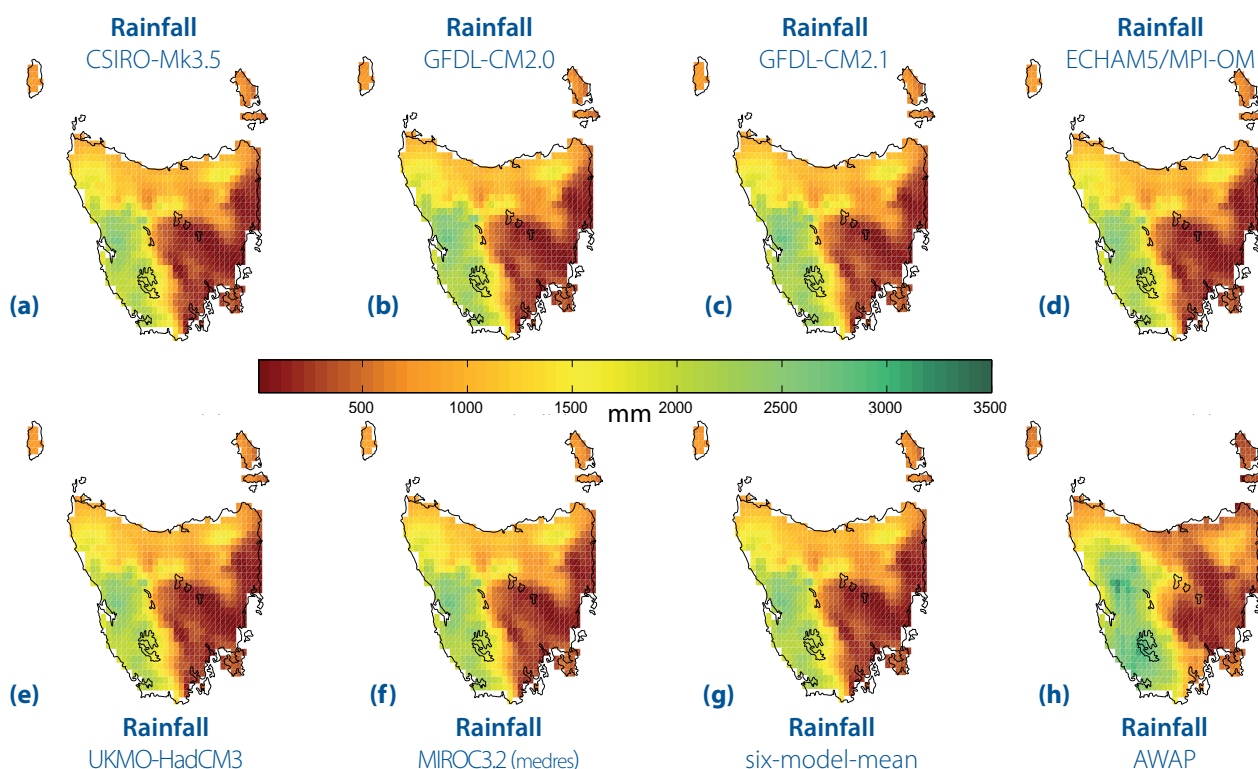 Rainfall
CSIRO-Mk3.5
Rainfall
GFDL-CM2.0
Rainfall
GFDL-CM2.1
Rainfall
ECHAM5/MPI-OM
(a)
(b)
(c)
(d)
500 1000 1500 2000 2500 3000 3500
mm
(e)
(f)
(g)
(h)
Rainfall
UKMO-HadCM3
Rainfall
MIROC3.2 (medres)
Rainfall
six-model-mean
Rainfall
AWAP